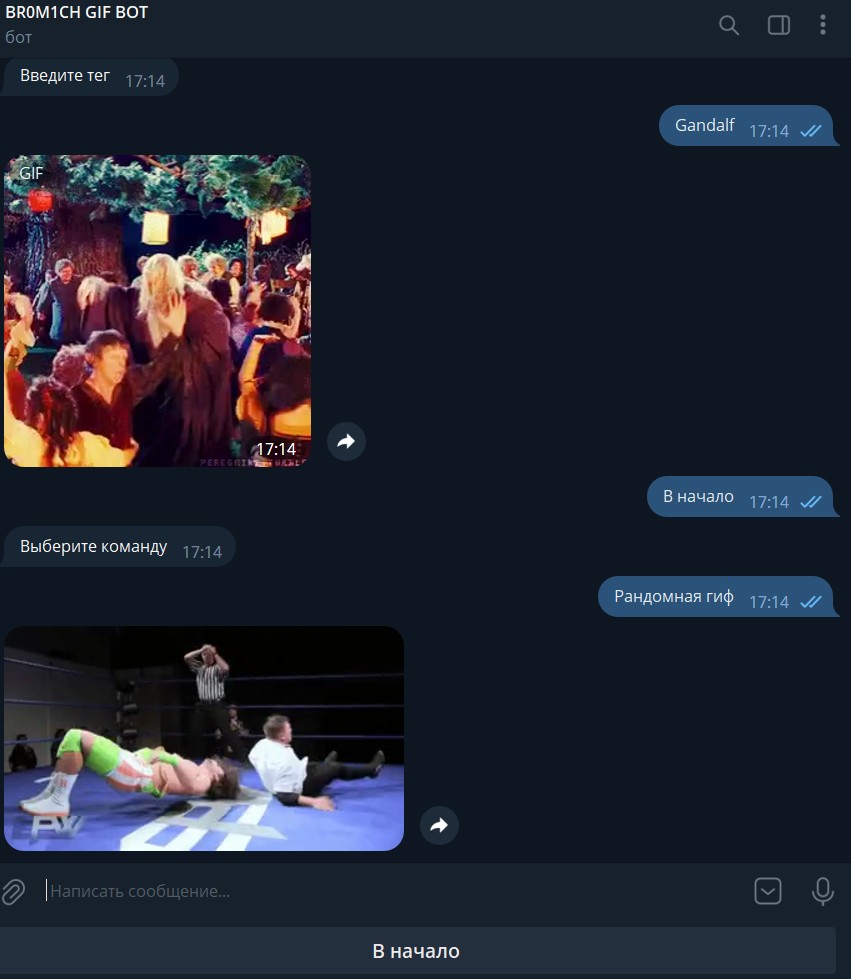 BR0M1CH GIF BOT
бот
Введите тег 17:14
Gandalf 17:14
GIF
17:14
В начало 17:14
Выберите команду 17:14
Рандомная гиф 17:14
Написать сообщение...
В начало